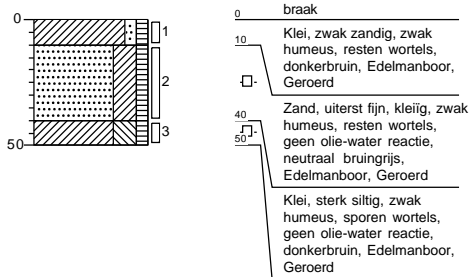 0
50
1
2
3
0
braak
10
Klei, zwak zandig, zwak
humeus, resten wortels,
donkerbruin, Edelmanboor,
Geroerd
40
Zand, uiterst fijn, kleiïg, zwak
humeus, resten wortels,
geen olie-water reactie,
neutraal bruingrijs,
Edelmanboor, Geroerd
50
Klei, sterk siltig, zwak
humeus, sporen wortels,
geen olie-water reactie,
donkerbruin, Edelmanboor,
Geroerd